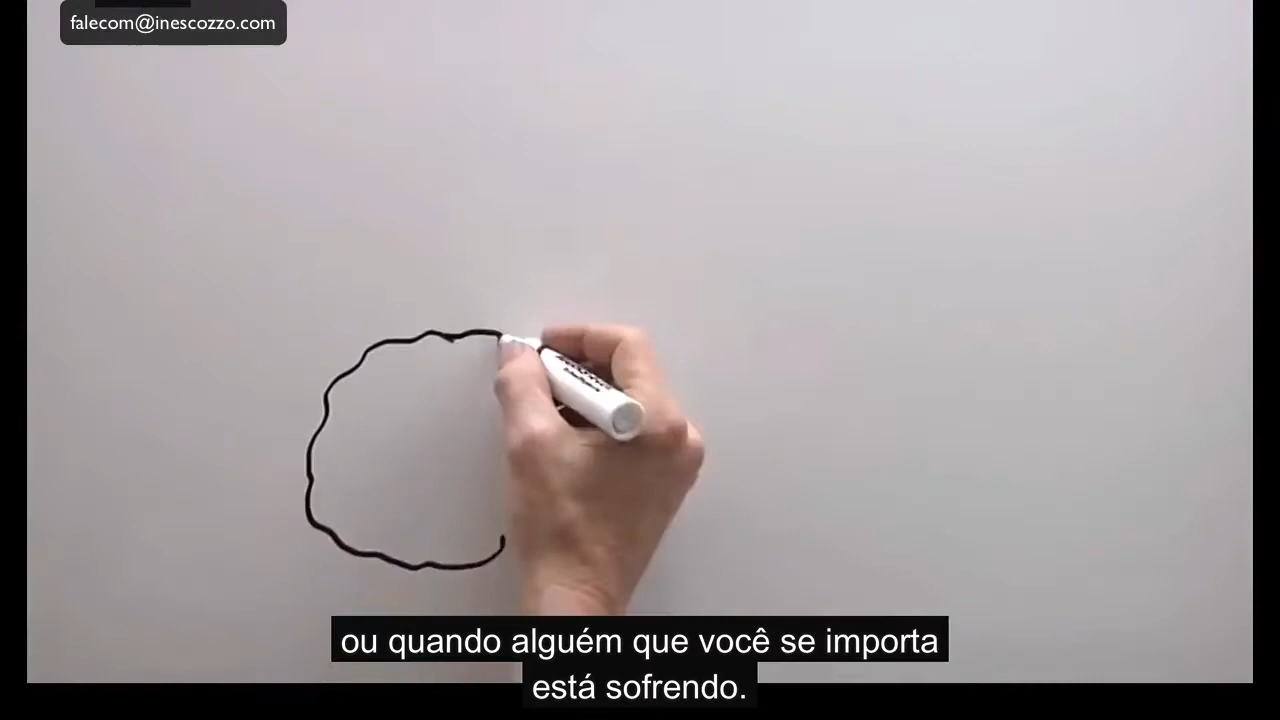 falecom@inescozzo.com
ou quando alguém que você se importa
está sofrendo.